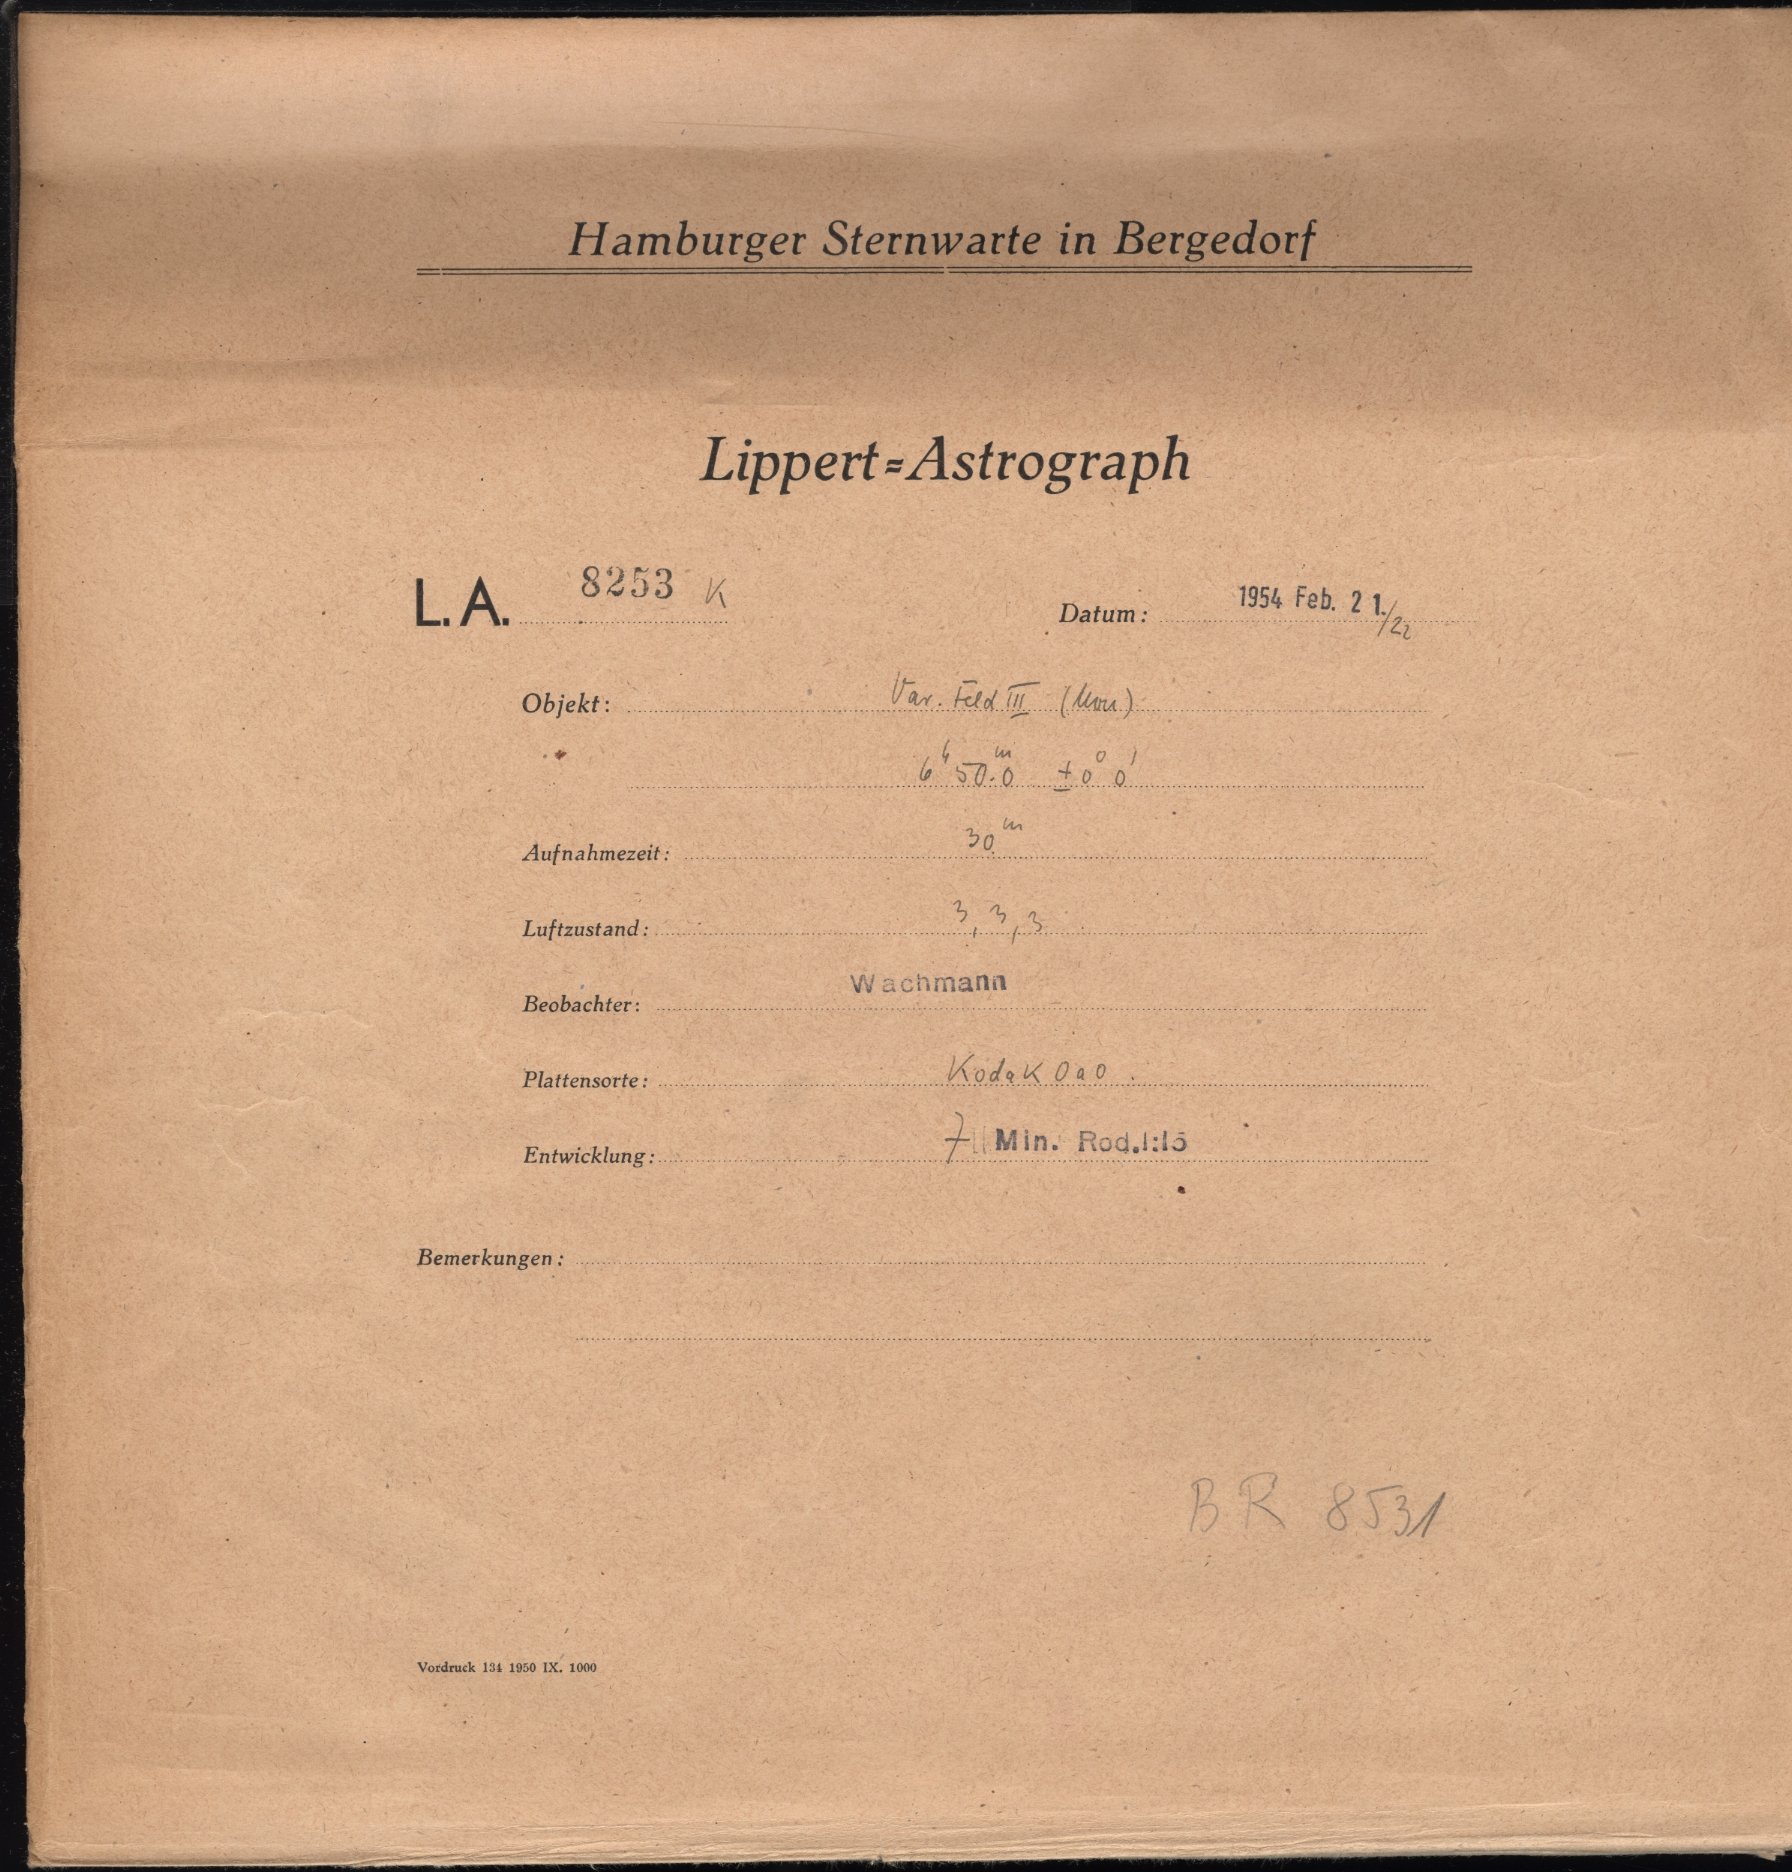 Hamburger Sternwarte in Bergedorf
Lippert=Astrograph
L. A. 8253 K
Datum: 1954 Feb. 21./22
Objekt: Var. Feld III (Mon)
6h 50.m0 ±0° 0'
Aufnahmezeit: 30m
Luftzustand: 3, 3, 3
Beobachter: Wachmann
Plattensorte: Kodak OaO
Entwicklung: 7 Min. Rod.1:15
Bemerkungen:
BR 8531
Vordruck 134 1950 IX. 1000